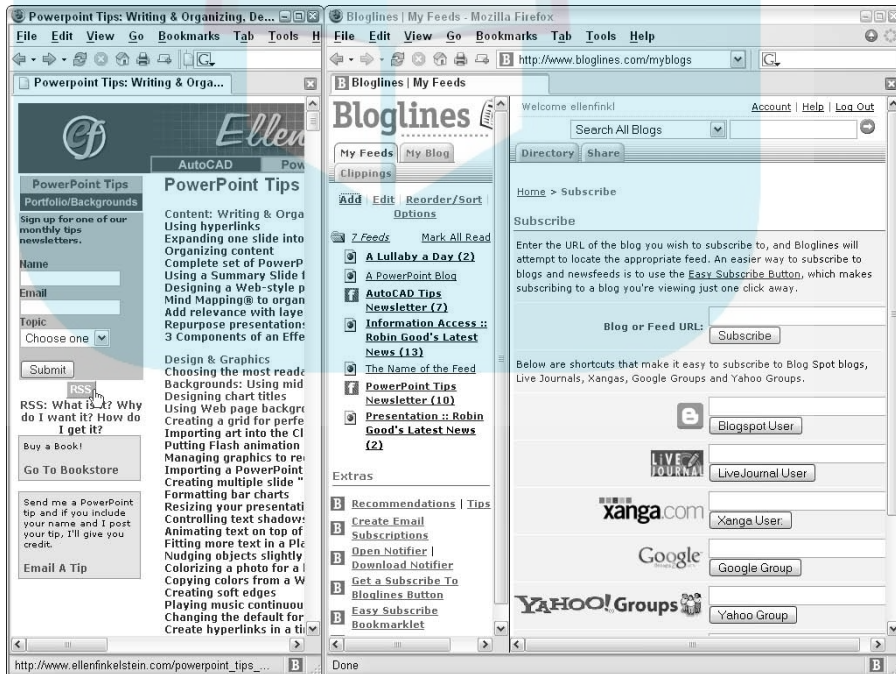 Powerpoint Tips: Writing & Organizing, De...
File Edit View Go Bookmarks Tab Tools H
G
Powerpoint Tips: Writing & Orga...
cf
Ellen
AutoCAD Pow
PowerPoint Tips
Portfolio/Backgrounds
Sign up for one of our
monthly tips
newsletters.
Name
Email
Topic
Choose one
Submit
RSS
RSS: What is it? Why
do I want it? How do
I get it?
Buy a Book!
Go To Bookstore
Send me a PowerPoint
tip and if you include
your name and I post
your tip, I'll give you
credit.
Email A Tip
PowerPoint Tips
Content: Writing & Orga
Using hyperlinks
Expanding one slide into
Organizing content
Complete set of PowerP
Using a Summary Slide f
Designing a Web-style p
Mind Mapping® to organ
Add relevance with laye
Repurpose presentations
3 Components of an Effe
Design & Graphics
Choosing the most reada
Backgrounds: Using mid
Designing chart titles
Using Web page backgro
Creating a grid for perfe
Importing art into the Cl
Putting Flash animation
Managing graphics to re
Importing a PowerPoint
Creating multiple slide "
Formatting bar charts
Resizing your presentati
Controlling text shadows
Animating text on top of
Fitting more text in a Pla
Nudging objects slightly
Colorizing a photo for a l
Copying colors from a W
Creating soft edges
Playing music continuou
Changing the default for
Create hyperlinks in a ti
http://www.ellenfinkelstein.com/powerpoint_tips_... B
Bloglines | My Feeds - Mozilla Firefox
File Edit View Go Bookmarks Tab Tools Help
B http://www.bloglines.com/myblogs G
B Bloglines | My Feeds
Bloglines
My Feeds My Blog
Clippings
Add | Edit | Reorder/Sort |
Options
7 Feeds Mark All Read
A Lullaby a Day (2)
A PowerPoint Blog
AutoCAD Tips
Newsletter (7)
Information Access ::
Robin Good's Latest
News (13)
The Name of the Feed
PowerPoint Tips
Newsletter (10)
Presentation :: Robin
Good's Latest News
(2)
Extras
B Recommendations | Tips
B Create Email
Subscriptions
B Open Notifier |
Download Notifier
B Get a Subscribe To
Bloglines Button
B Easy Subscribe
Bookmarklet
Welcome ellenfinkl Account | Help | Log Out
Search All Blogs
Directory Share
Home > Subscribe
Subscribe
Enter the URL of the blog you wish to subscribe to, and Bloglines will
attempt to locate the appropriate feed. An easier way to subscribe to
blogs and newsfeeds is to use the Easy Subscribe Button, which makes
subscribing to a blog you're viewing just one click away.
Blog or Feed URL:
Subscribe
Below are shortcuts that make it easy to subscribe to Blog Spot blogs,
Live Journals, Xangas, Google Groups and Yahoo Groups.
Blogspot User
LIVE
JOURNAL
LiveJournal User
xanga.com
Xanga User
Google
Google Group
YAHOO! Groups
Yahoo Group
Done B